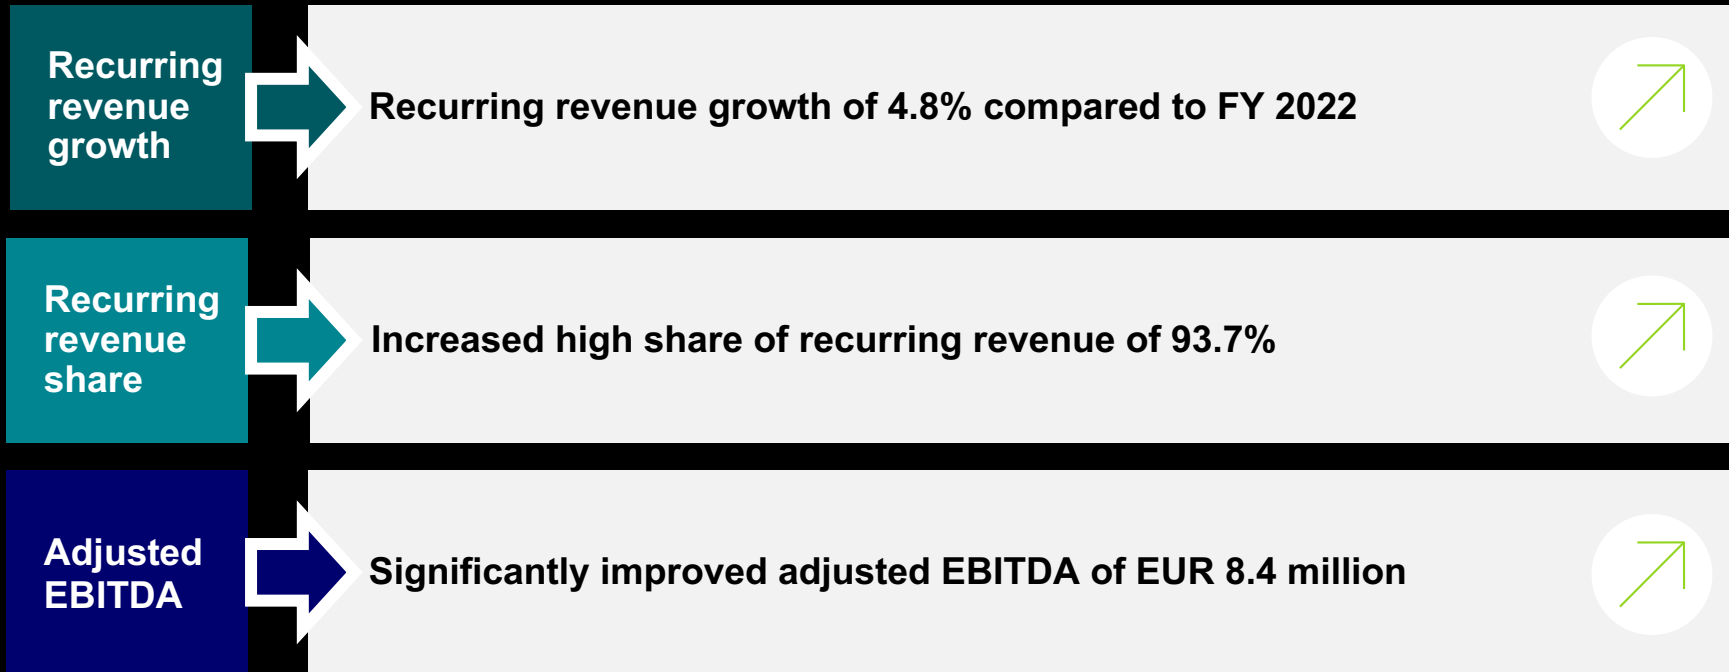 Recurring
revenue
growth
Recurring revenue growth of 4.8% compared to FY 2022
Recurring
revenue
share
Increased high share of recurring revenue of 93.7%
Adjusted
EBITDA
Significantly improved adjusted EBITDA of EUR 8.4 million